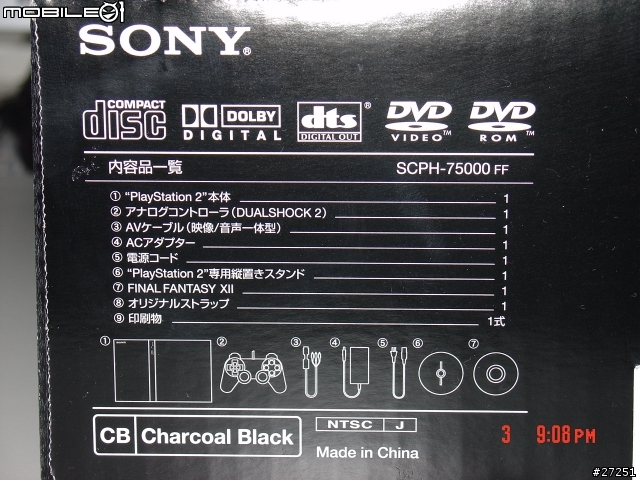 MOBILE01
SONY®
COMPACT disc
DOLBY DIGITAL
dts ® DIGITAL OUT
DVD VIDEO™
DVD ROM™
内容品一覧 SCPH-75000 FF
① “PlayStation 2”本体 1
② アナログコントローラ(DUALSHOCK 2) 1
③ AVケーブル(映像/音声一体型) 1
④ ACアダプター 1
⑤ 電源コード 1
⑥ “PlayStation 2”専用縦置きスタンド 1
⑦ FINAL FANTASY XII 1
⑧ オリジナルストラップ 1
⑨ 印刷物 1式
① ② ③ ④ ⑤ ⑥ ⑦
CB Charcoal Black
NTSC J
Made in China
3 9:08PM
#27251